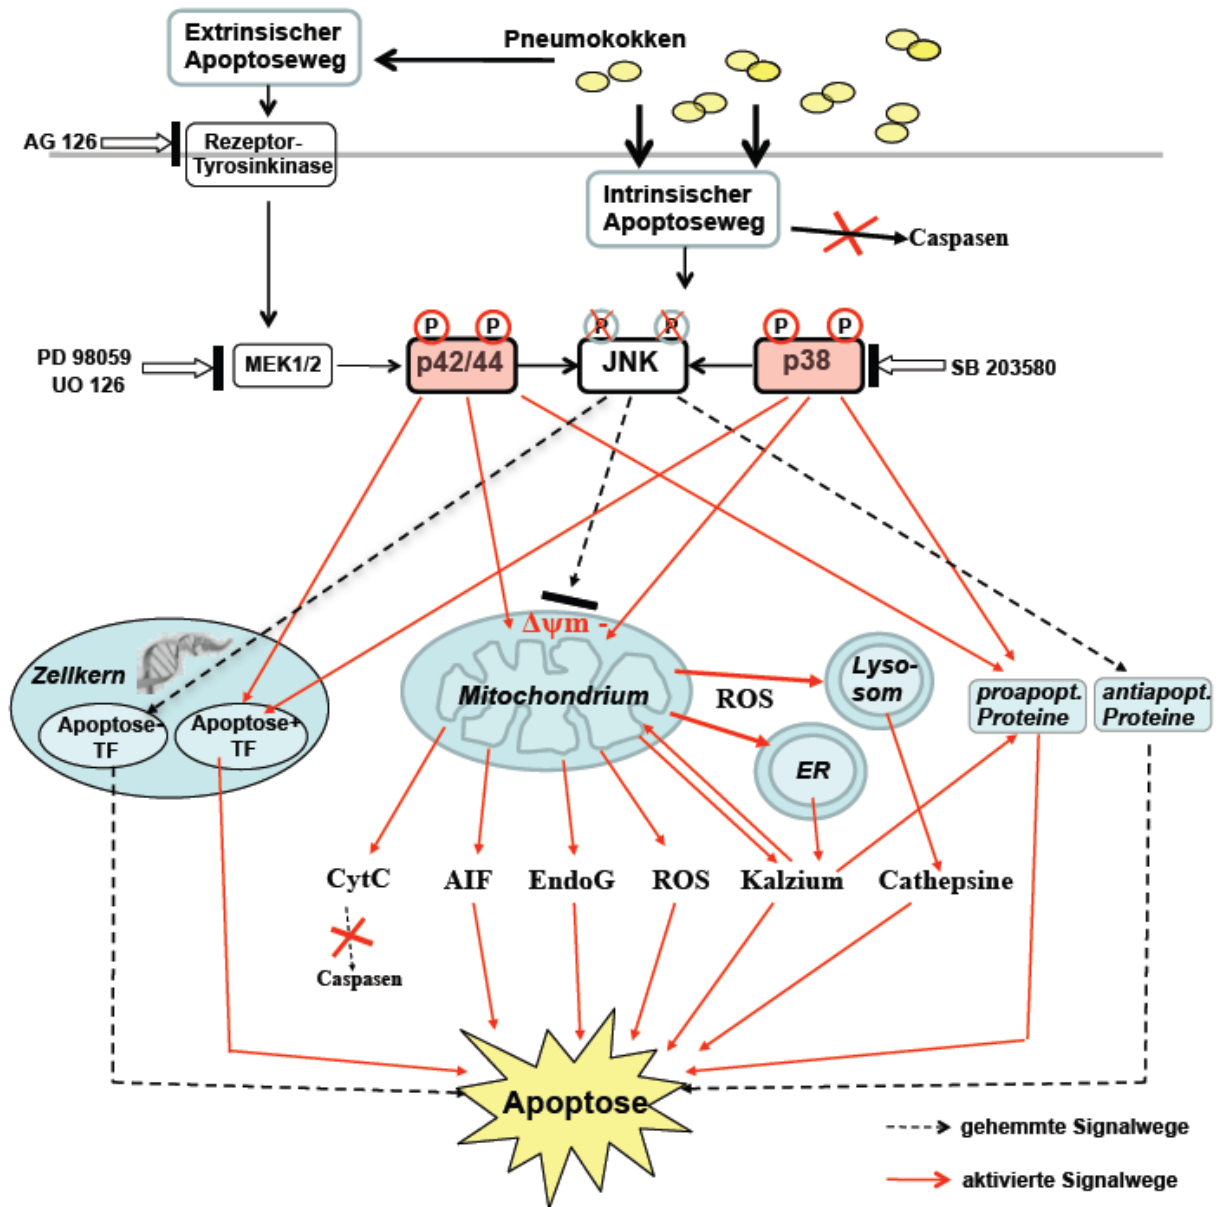 Extrinsischer
Apoptoseweg
Pneumokokken
AG 126
Rezeptor-
Tyrosinkinase
Intrinsischer
Apoptoseweg
Caspasen
P P P P P P
PD 98059
UO 126
MEK1/2
p42/44
JNK
p38
SB 203580
Δψm -
Zellkern
Mitochondrium
Lyso-
som
ROS
proapopt.
Proteine
antiapopt.
Proteine
Apoptose-
TF
Apoptose+
TF
ER
CytC
AIF
EndoG
ROS
Kalzium
Cathepsine
Caspasen
Apoptose
gehemmte Signalwege
aktivierte Signalwege